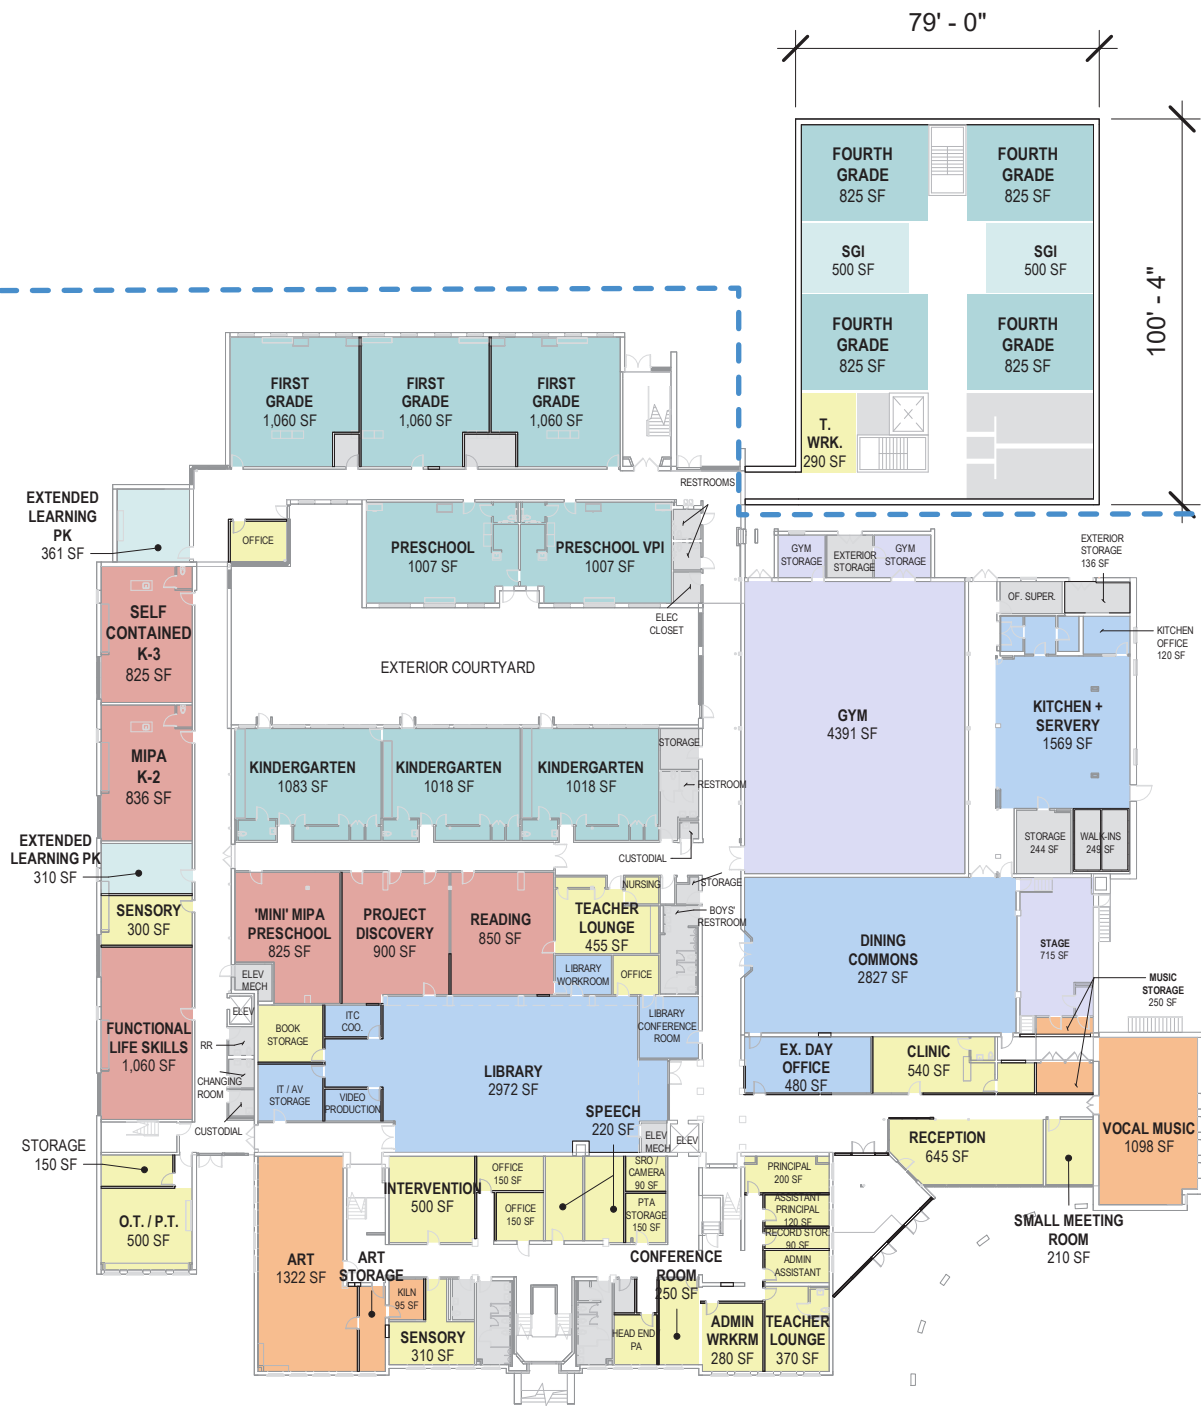 79' - 0"
100' - 4"
FOURTH
GRADE
825 SF
FOURTH
GRADE
825 SF
SGI
500 SF
SGI
500 SF
FOURTH
GRADE
825 SF
FOURTH
GRADE
825 SF
T.
WRK.
290 SF
FIRST
GRADE
1,060 SF
FIRST
GRADE
1,060 SF
FIRST
GRADE
1,060 SF
RESTROOMS
EXTENDED
LEARNING
PK
361 SF
OFFICE
PRESCHOOL
1007 SF
PRESCHOOL VPI
1007 SF
ELEC
CLOSET
GYM
STORAGE
EXTERIOR
STORAGE
GYM
STORAGE
EXTERIOR
STORAGE
136 SF
OF. SUPER.
KITCHEN
OFFICE
120 SF
SELF
CONTAINED
K-3
825 SF
EXTERIOR COURTYARD
GYM
4391 SF
KITCHEN +
SERVERY
1569 SF
MIPA
K-2
836 SF
KINDERGARTEN
1083 SF
KINDERGARTEN
1018 SF
KINDERGARTEN
1018 SF
STORAGE
RESTROOM
CUSTODIAL
STORAGE
244 SF
WALK-INS
249 SF
EXTENDED
LEARNING PK
310 SF
SENSORY
300 SF
'MINI' MIPA
PRESCHOOL
825 SF
PROJECT
DISCOVERY
900 SF
READING
850 SF
NURSING
TEACHER
LOUNGE
455 SF
STORAGE
BOYS'
RESTROOM
DINING
COMMONS
2827 SF
STAGE
715 SF
MUSIC
STORAGE
250 SF
ELEV
MECH
LIBRARY
WORKROOM
OFFICE
ELEV
ITC
COO.
BOOK
STORAGE
LIBRARY
CONFERENCE
ROOM
FUNCTIONAL
LIFE SKILLS
1,060 SF
RR
CHANGING
ROOM
CUSTODIAL
IT / AV
STORAGE
VIDEO
PRODUCTION
LIBRARY
2972 SF
SPEECH
220 SF
EX. DAY
OFFICE
480 SF
CLINIC
540 SF
ELEV
MECH
ELEV
RECEPTION
645 SF
VOCAL MUSIC
1098 SF
STORAGE
150 SF
O.T. / P.T.
500 SF
INTERVENTION
500 SF
OFFICE
150 SF
OFFICE
150 SF
SRO /
CAMERA
90 SF
PTA
STORAGE
150 SF
PRINCIPAL
200 SF
ASSISTANT
PRINCIPAL
120 SF
RECORD STOR.
90 SF
ADMIN
ASSISTANT
SMALL MEETING
ROOM
210 SF
ART
1322 SF
ART
STORAGE
KILN
95 SF
SENSORY
310 SF
CONFERENCE
ROOM
250 SF
HEAD END
PA
ADMIN
WRKRM
280 SF
TEACHER
LOUNGE
370 SF